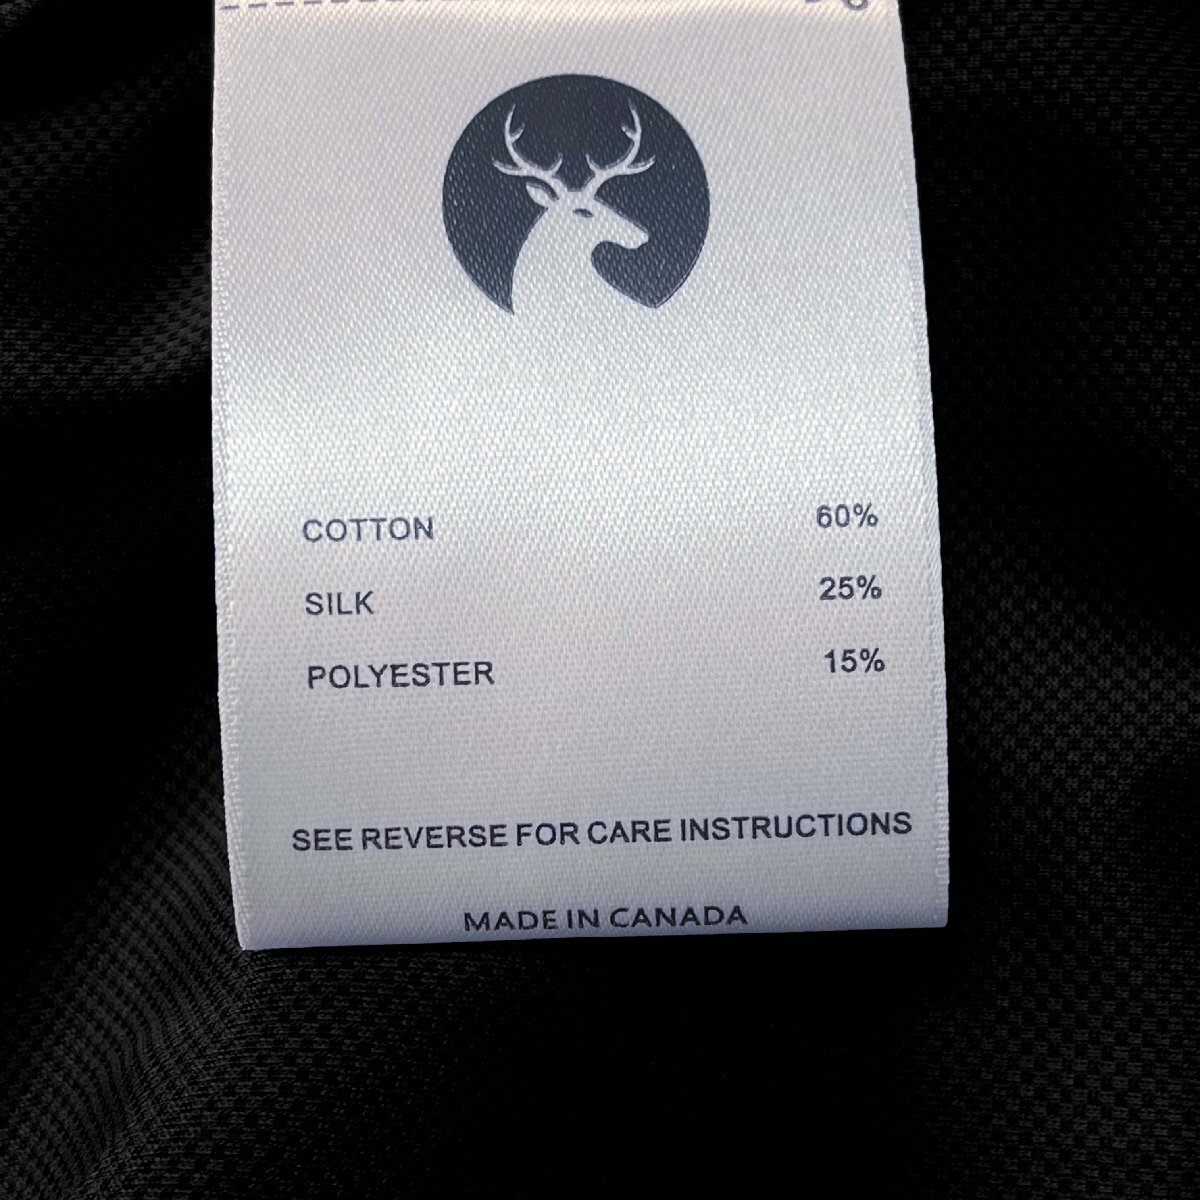 COTTON 60%
SILK 25%
POLYESTER 15%
SEE REVERSE FOR CARE INSTRUCTIONS
MADE IN CANADA